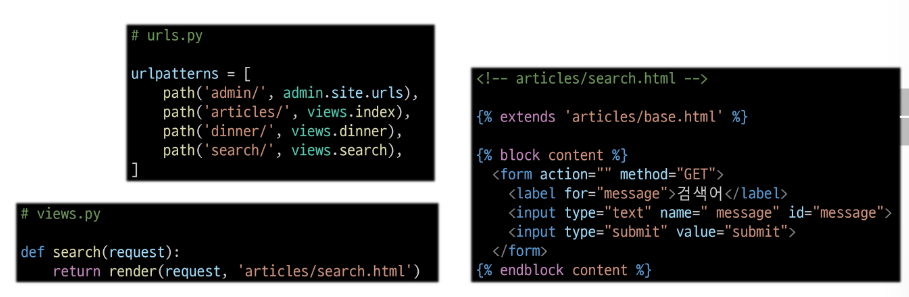 # urls.py
urlpatterns = [
    path('admin/', admin.site.urls),
    path('articles/', views.index),
    path('dinner/', views.dinner),
    path('search/', views.search),
]
# views.py
def search(request):
    return render(request, 'articles/search.html')
<!-- articles/search.html -->
{% extends 'articles/base.html' %}
{% block content %}
  <form action="" method="GET">
    <label for="message">검색어</label>
    <input type="text" name=" message" id="message">
    <input type="submit" value="submit">
  </form>
{% endblock content %}